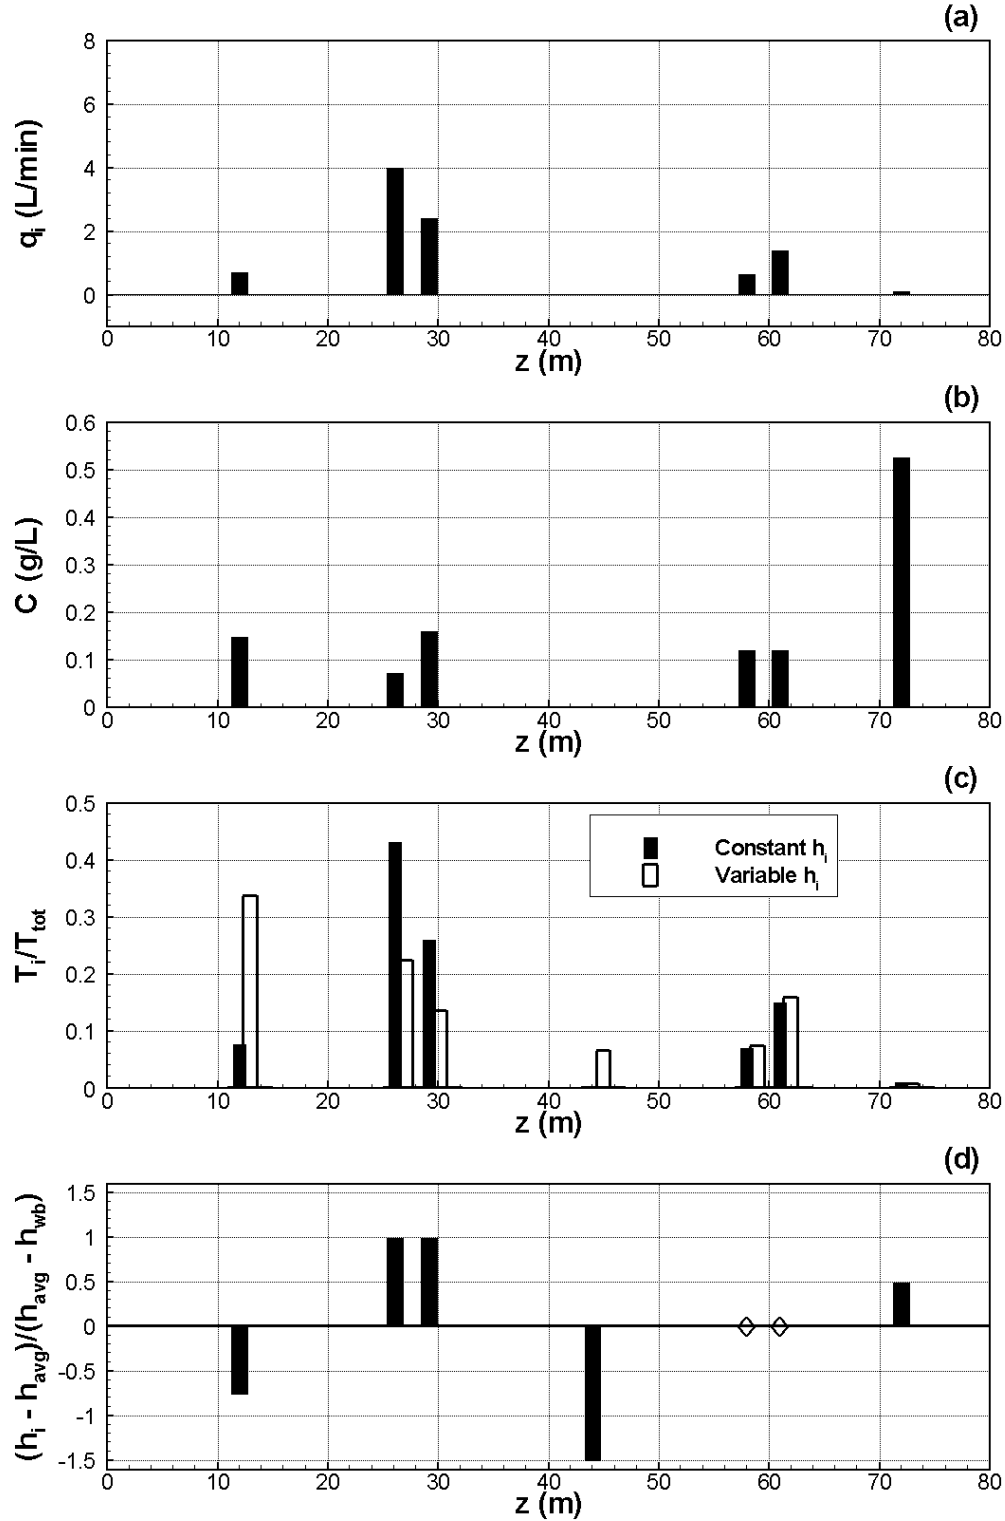 (a)
8
6
4
2
0
q_i (L/min)
0 10 20 30 40 50 60 70 80
z (m)
(b)
0.6
0.5
0.4
0.3
0.2
0.1
0
C (g/L)
0 10 20 30 40 50 60 70 80
z (m)
(c)
0.5
0.4
0.3
0.2
0.1
0
T_i/T_tot
Constant h_i
Variable h_i
0 10 20 30 40 50 60 70 80
z (m)
(d)
1.5
1
0.5
0
-0.5
-1
-1.5
(h_i - h_avg)/(h_avg - h_wb)
0 10 20 30 40 50 60 70 80
z (m)